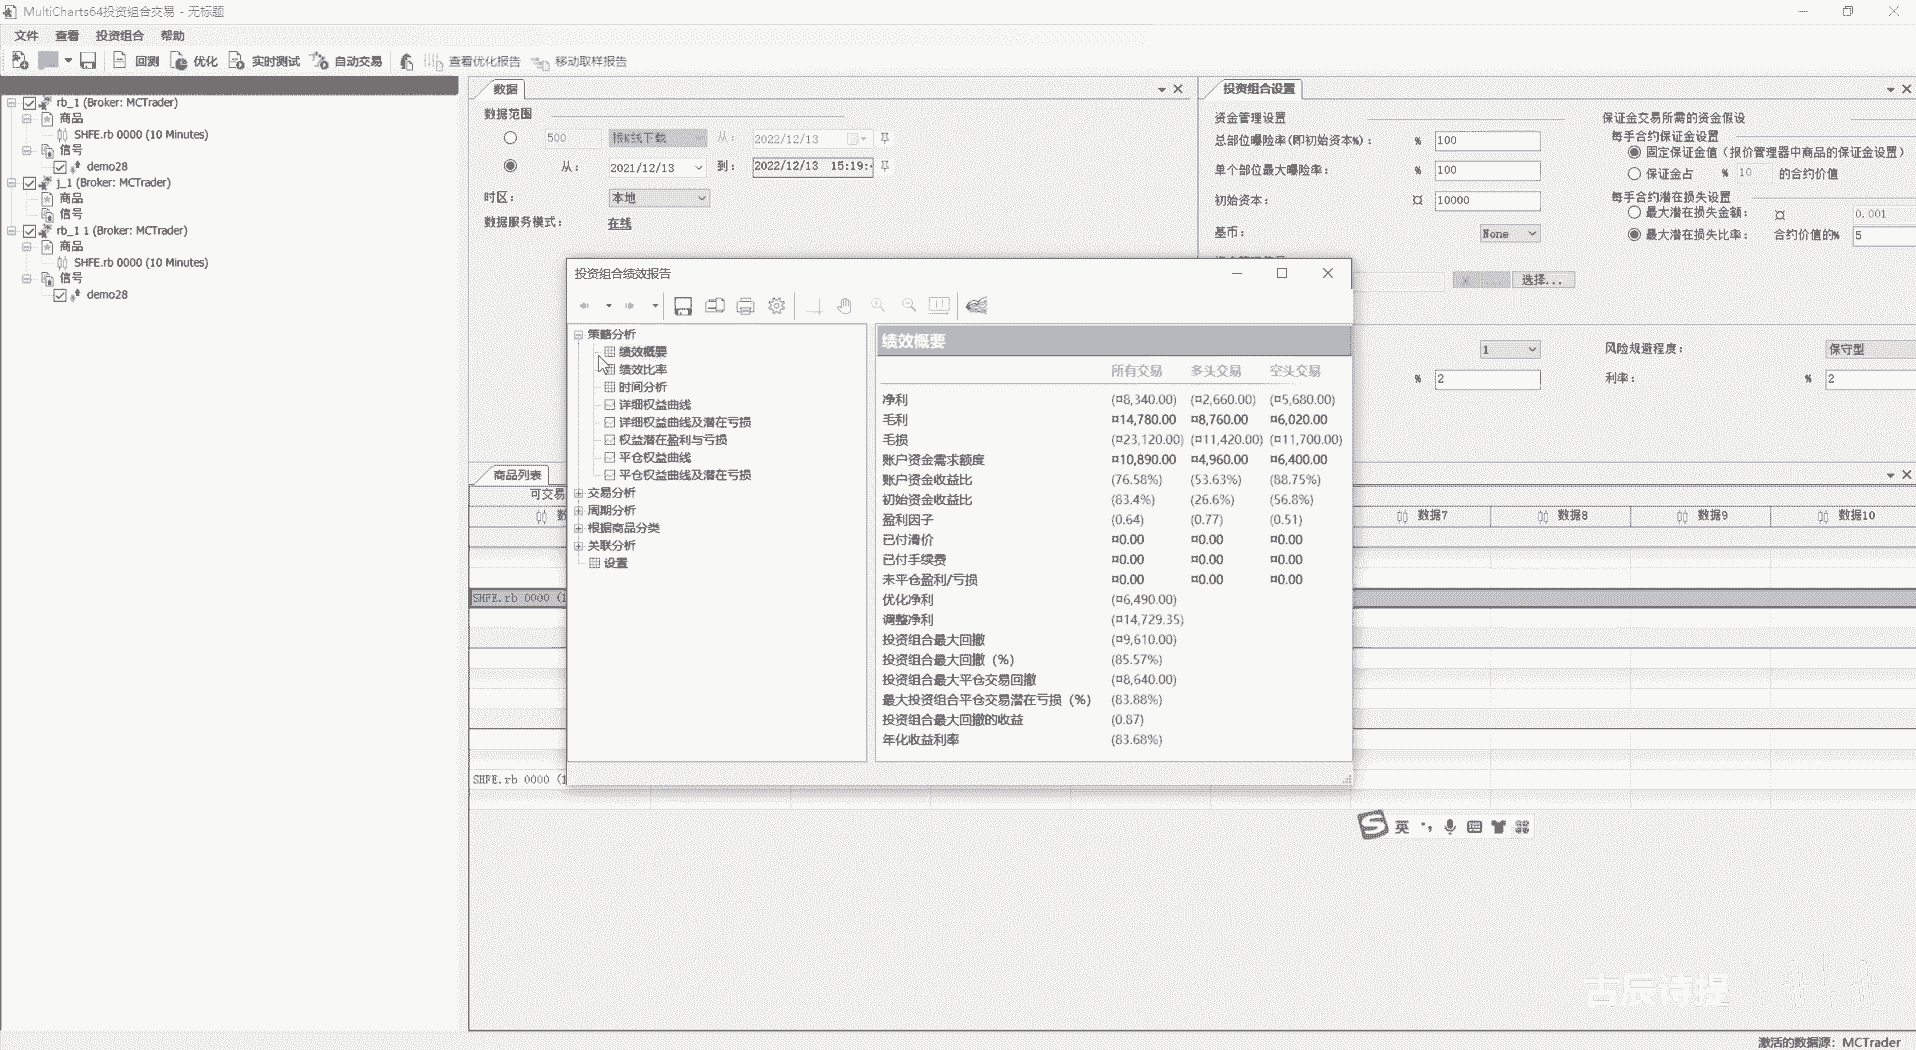 MultiCharts64投资组合交易 - 无标题
文件 查看 投资组合 帮助
回测 优化 实时测试 自动交易 查看优化报告 移动取样报告
rb_1 (Broker: MCTrader)
商品
SHFE.rb 0000 (10 Minutes)
信号
demo28
j_1 (Broker: MCTrader)
商品
信号
rb_1 1 (Broker: MCTrader)
商品
SHFE.rb 0000 (10 Minutes)
信号
demo28
数据
数据范围
500 根K线下载 从: 2022/12/13
从: 2021/12/13 到: 2022/12/13 15:19:
时区: 本地
数据服务模式: 在线
投资组合设置
资金管理设置
总部位曝险率(即初始资本%): % 100
单个部位最大曝险率: % 100
初始资本: ¤ 10000
基币: None
选择...
保证金交易所需的资金假设
每手合约保证金设置
固定保证金值（报价管理器中商品的保证金设置）
保证金占 % 10 的合约价值
每手合约潜在损失设置
最大潜在损失金额: ¤ 0.001
最大潜在损失比率: 合约价值的% 5
1 风险规避程度: 保守型
% 2 利率: % 2
商品列表
可交易
数据7 数据8 数据9 数据10
SHFE.rb 0000 (1
SHFE.rb 0000 (1
投资组合绩效报告
策略分析
绩效概要
绩效比率
时间分析
详细权益曲线
详细权益曲线及潜在亏损
权益潜在盈利与亏损
平仓权益曲线
平仓权益曲线及潜在亏损
交易分析
周期分析
根据商品分类
关联分析
设置
绩效概要
所有交易 多头交易 空头交易
净利 (¤8,340.00) (¤2,660.00) (¤5,680.00)
毛利 ¤14,780.00 ¤8,760.00 ¤6,020.00
毛损 (¤23,120.00) (¤11,420.00) (¤11,700.00)
账户资金需求额度 ¤10,890.00 ¤4,960.00 ¤6,400.00
账户资金收益比 (76.58%) (53.63%) (88.75%)
初始资金收益比 (83.4%) (26.6%) (56.8%)
盈利因子 (0.64) (0.77) (0.51)
已付滑价 ¤0.00 ¤0.00 ¤0.00
已付手续费 ¤0.00 ¤0.00 ¤0.00
未平仓盈利/亏损 ¤0.00 ¤0.00 ¤0.00
优化净利 (¤6,490.00)
调整净利 (¤14,729.35)
投资组合最大回撤 (¤9,610.00)
投资组合最大回撤（%） (85.57%)
投资组合最大平仓交易回撤 (¤8,640.00)
最大投资组合平仓交易潜在亏损（%） (83.88%)
投资组合最大回撤的收益 (0.87)
年化收益利率 (83.68%)
英
激活的数据源: MCTrader